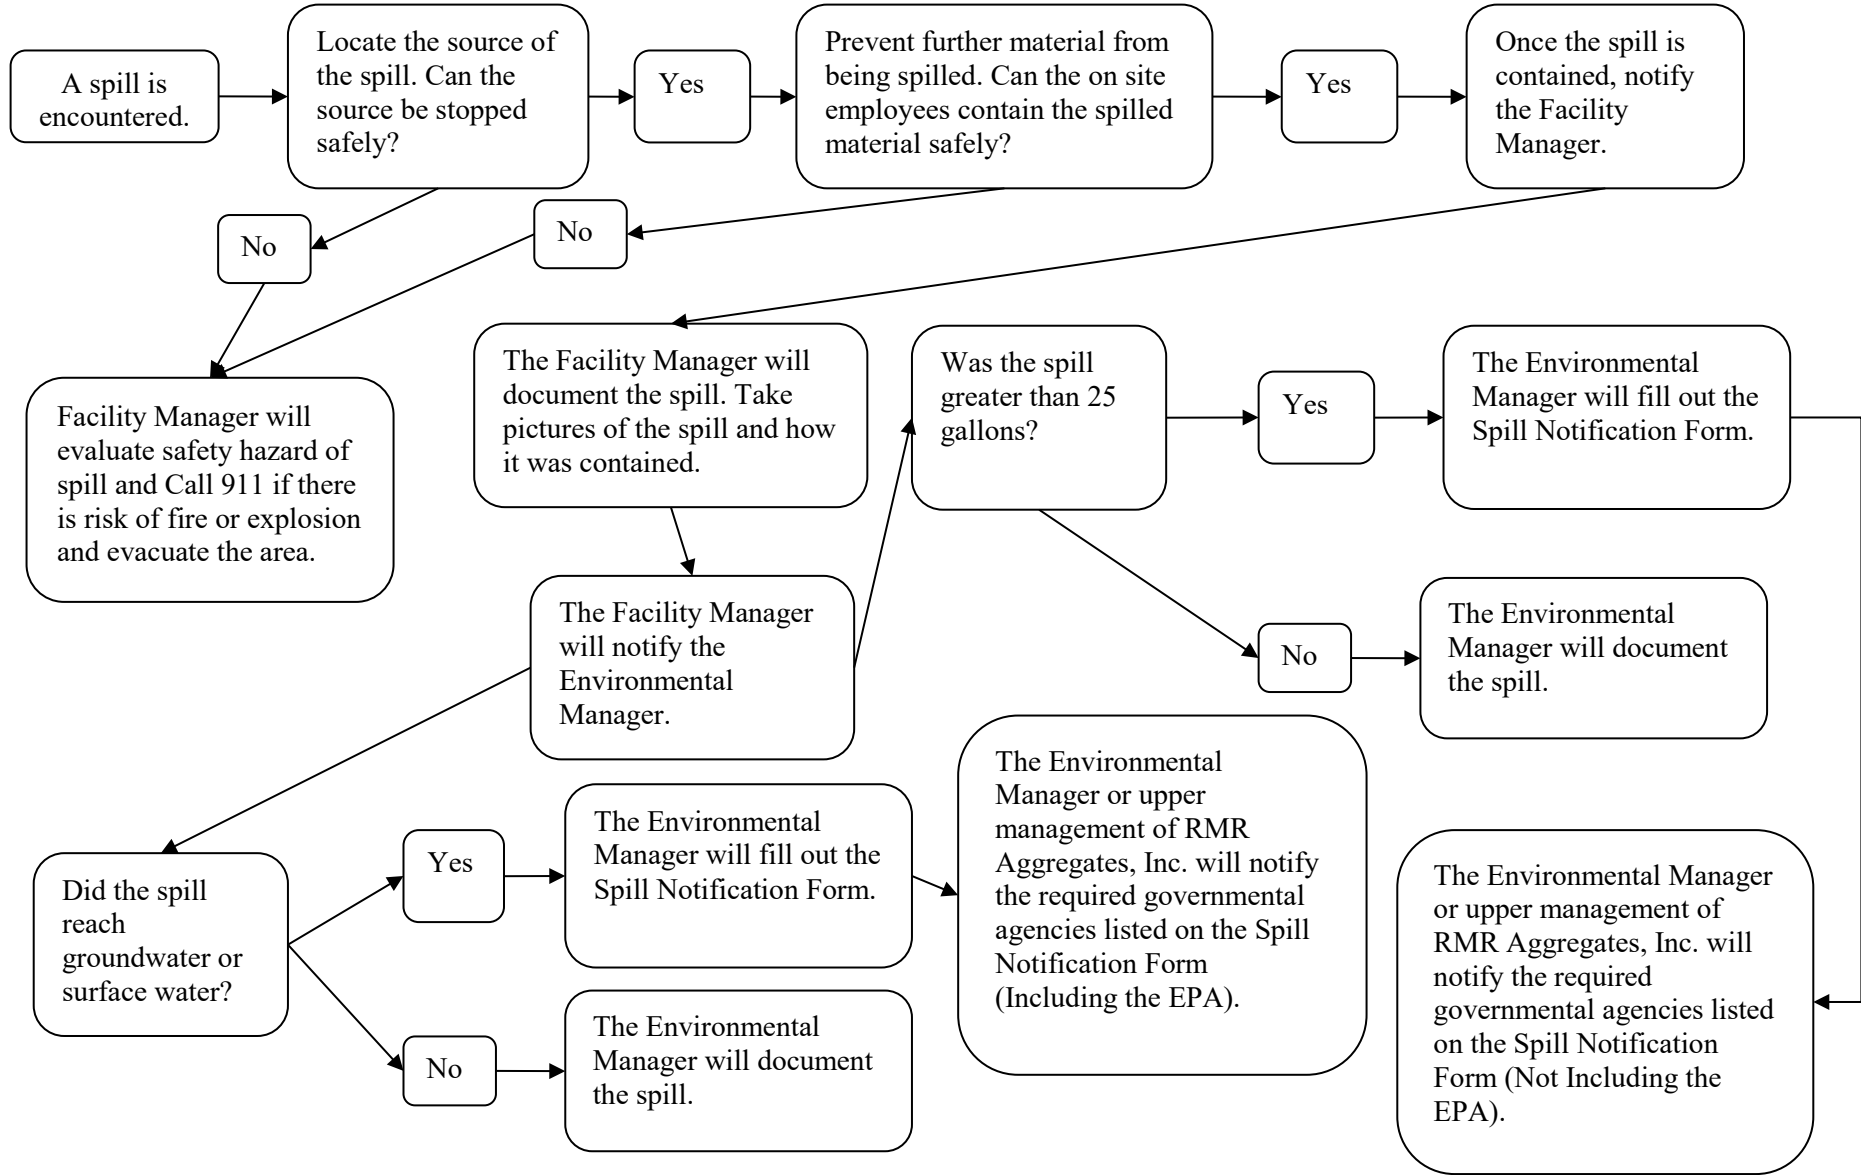 A spill is
encountered.
Locate the source of
the spill. Can the
source be stopped
safely?
Yes
Prevent further material from
being spilled. Can the on site
employees contain the spilled
material safely?
Yes
Once the spill is
contained, notify
the Facility
Manager.
No
No
Facility Manager will
evaluate safety hazard of
spill and Call 911 if there
is risk of fire or explosion
and evacuate the area.
The Facility Manager will
document the spill. Take
pictures of the spill and how
it was contained.
Was the spill
greater than 25
gallons?
Yes
The Environmental
Manager will fill out the
Spill Notification Form.
The Facility Manager
will notify the
Environmental
Manager.
No
The Environmental
Manager will document
the spill.
Did the spill
reach
groundwater or
surface water?
Yes
The Environmental
Manager will fill out the
Spill Notification Form.
The Environmental
Manager or upper
management of RMR
Aggregates, Inc. will notify
the required governmental
agencies listed on the Spill
Notification Form
(Including the EPA).
The Environmental Manager
or upper management of
RMR Aggregates, Inc. will
notify the required
governmental agencies listed
on the Spill Notification
Form (Not Including the
EPA).
No
The Environmental
Manager will document
the spill.